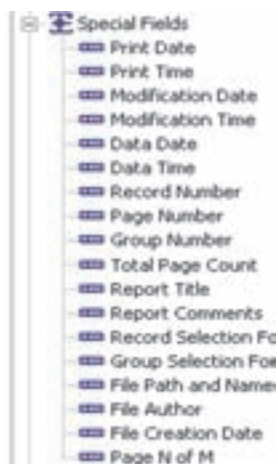 Special Fields
Print Date
Print Time
Modification Date
Modification Time
Data Date
Data Time
Record Number
Page Number
Group Number
Total Page Count
Report Title
Report Comments
Record Selection Fo
Group Selection For
File Path and Name
File Author
File Creation Date
Page N of M